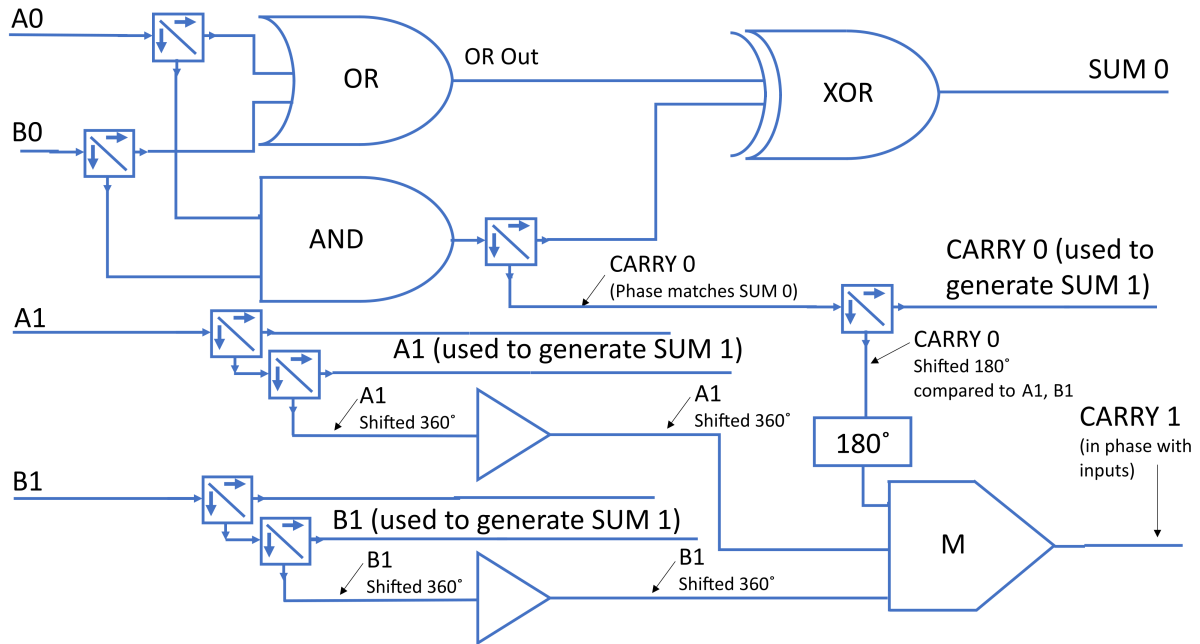 A0
OR Out
OR
XOR
SUM 0
B0
AND
CARRY 0
(Phase matches SUM 0)
CARRY 0 (used to
generate SUM 1)
A1
A1 (used to generate SUM 1)
CARRY 0
Shifted 180˚
compared to A1, B1
A1
Shifted 360˚
A1
Shifted 360˚
180˚
CARRY 1
(in phase with
inputs)
B1
B1 (used to generate SUM 1)
M
B1
Shifted 360˚
B1
Shifted 360˚